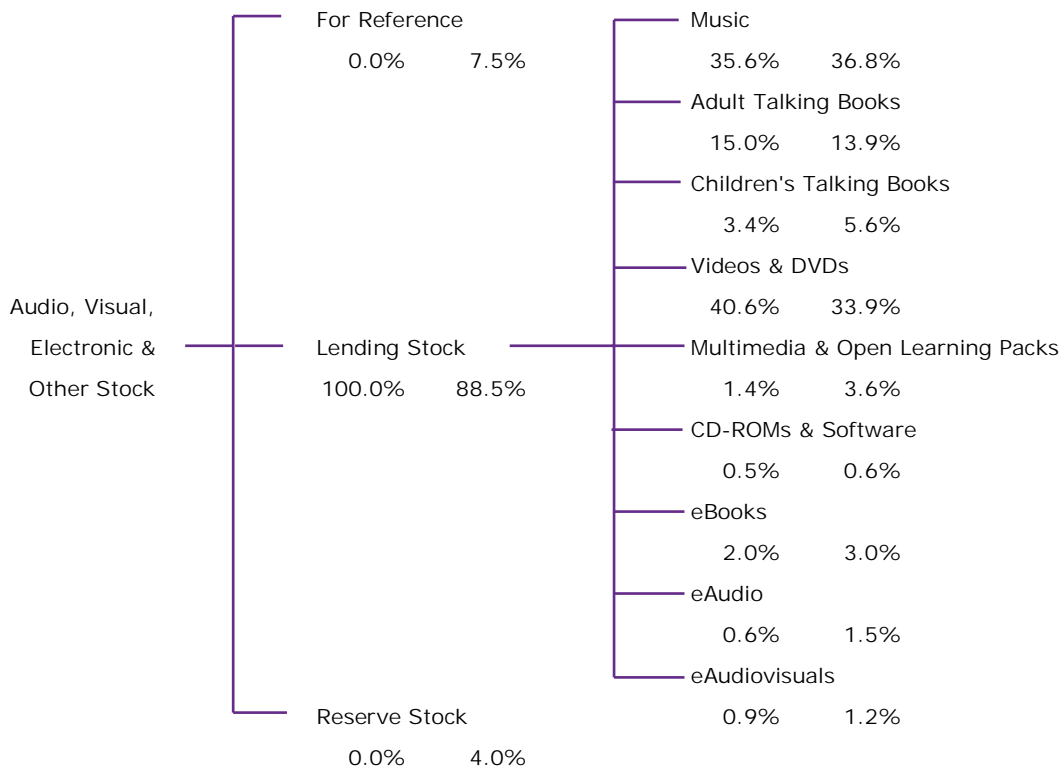 Audio, Visual,
Electronic &
Other Stock
For Reference
0.0% 7.5%
Lending Stock
100.0% 88.5%
Reserve Stock
0.0% 4.0%
Music
35.6% 36.8%
Adult Talking Books
15.0% 13.9%
Children's Talking Books
3.4% 5.6%
Videos & DVDs
40.6% 33.9%
Multimedia & Open Learning Packs
1.4% 3.6%
CD-ROMs & Software
0.5% 0.6%
eBooks
2.0% 3.0%
eAudio
0.6% 1.5%
eAudiovisuals
0.9% 1.2%